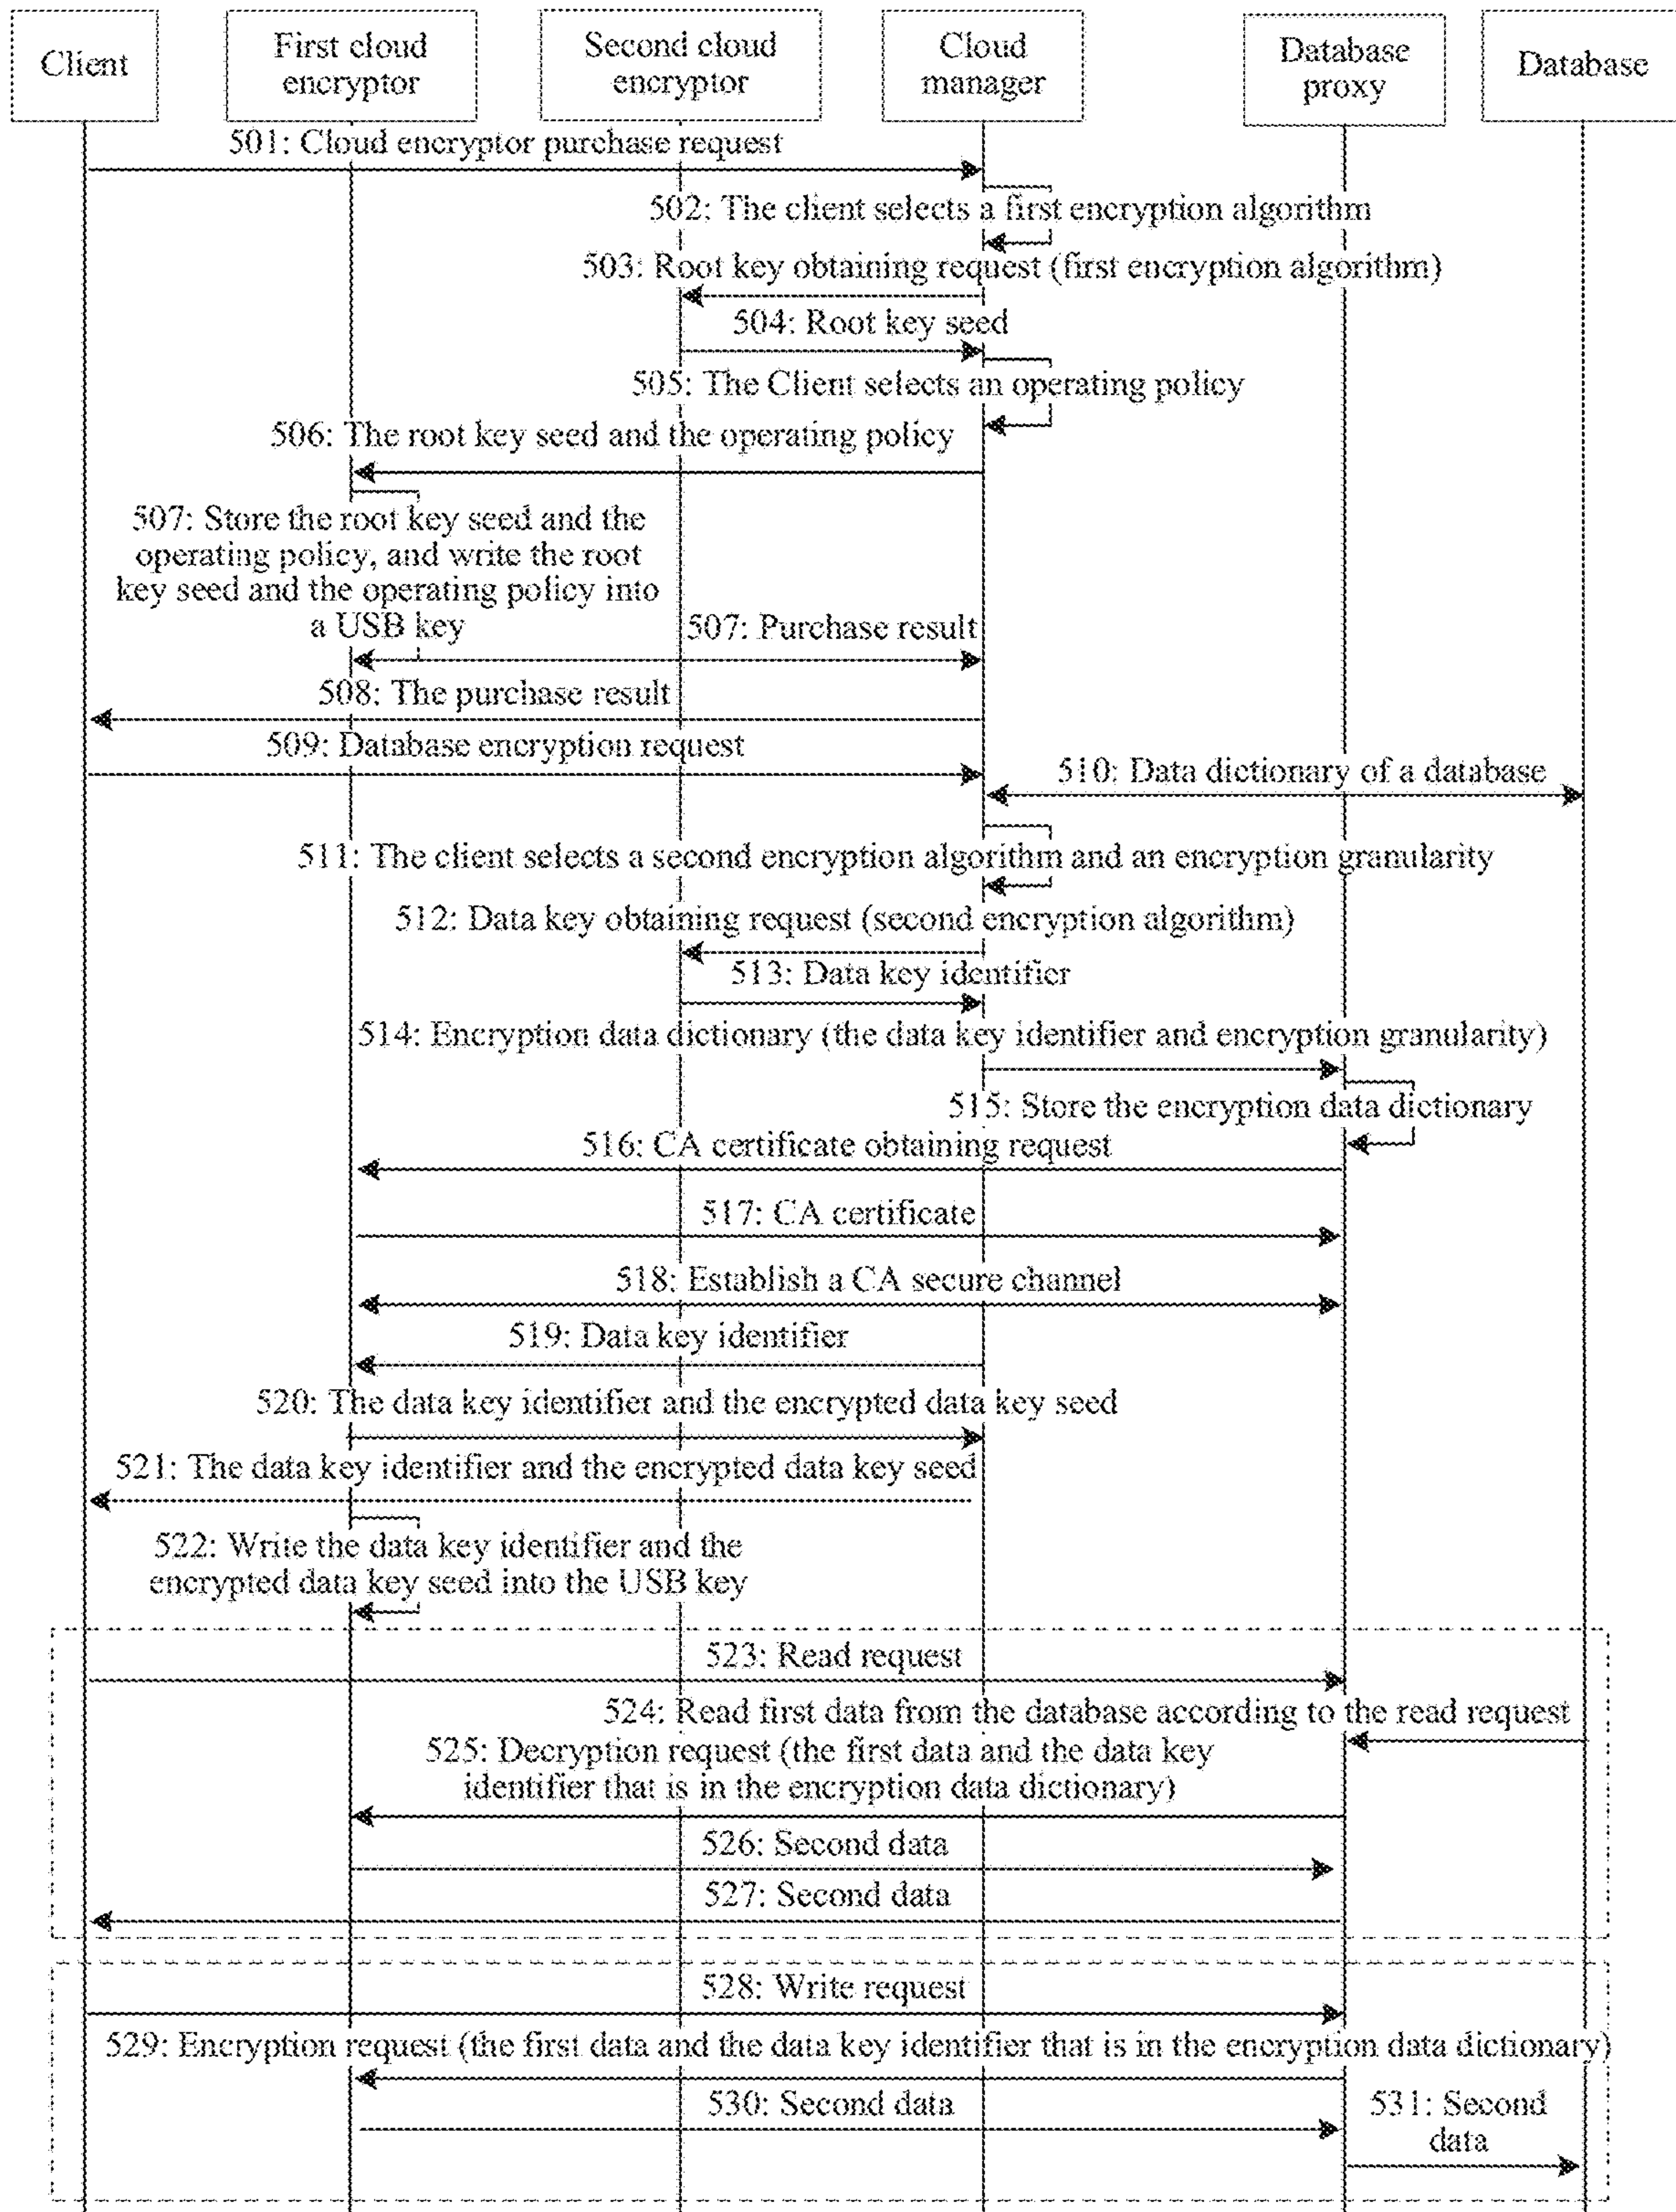 Client
First cloud
encryptor
Second cloud
encryptor
Cloud
manager
Database
proxy
Database
501: Cloud encryptor purchase request
502: The client selects a first encryption algorithm
503: Root key obtaining request (first encryption algorithm)
504: Root key seed
505: The Client selects an operating policy
506: The root key seed and the operating policy
507: Store the root key seed and the
operating policy, and write the root
key seed and the operating policy into
a USB key
507: Purchase result
508: The purchase result
509: Database encryption request
510: Data dictionary of a database
511: The client selects a second encryption algorithm and an encryption granularity
512: Data key obtaining request (second encryption algorithm)
513: Data key identifier
514: Encryption data dictionary (the data key identifier and encryption granularity)
515: Store the encryption data dictionary
516: CA certificate obtaining request
517: CA certificate
518: Establish a CA secure channel
519: Data key identifier
520: The data key identifier and the encrypted data key seed
521: The data key identifier and the encrypted data key seed
522: Write the data key identifier and the
encrypted data key seed into the USB key
523: Read request
524: Read first data from the database according to the read request
525: Decryption request (the first data and the data key
identifier that is in the encryption data dictionary)
526: Second data
527: Second data
528: Write request
529: Encryption request (the first data and the data key identifier that is in the encryption data dictionary)
530: Second data
531: Second
data